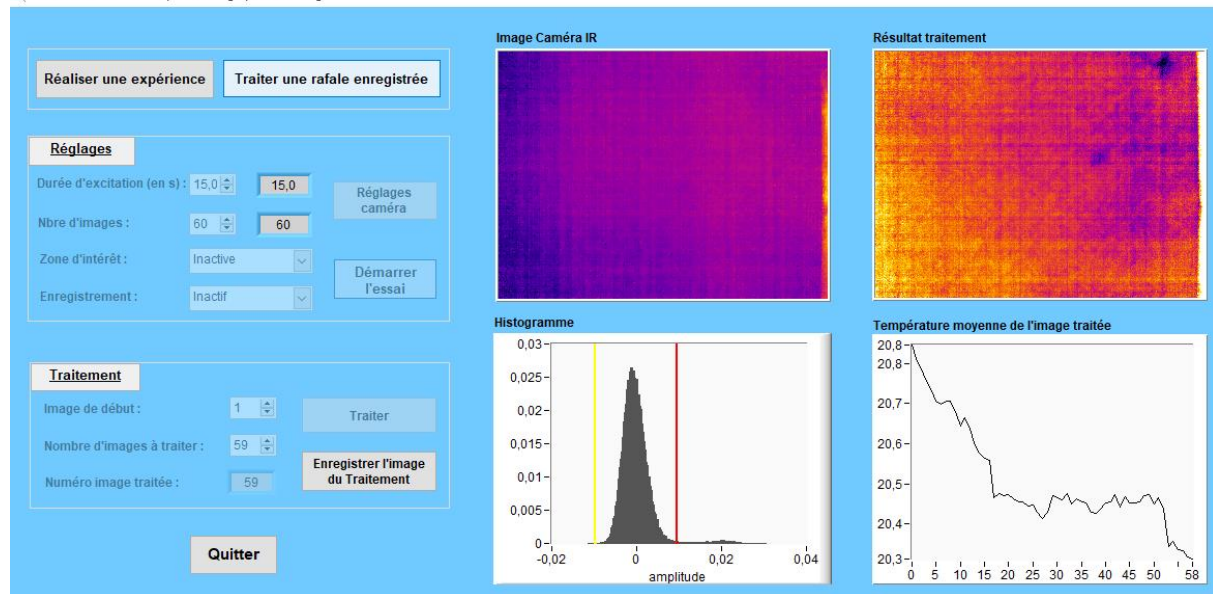 Réaliser une expérience
Traiter une rafale enregistrée
Réglages
Durée d'excitation (en s) : 15,0 15,0
Nbre d'images : 60 60
Zone d'intérêt : Inactive
Enregistrement : Inactif
Réglages
caméra
Démarrer
l'essai
Traitement
Image de début : 1
Nombre d'images à traiter : 59
Numéro image traitée : 59
Traiter
Enregistrer l'image
du Traitement
Quitter
Image Caméra IR
Résultat traitement
Histogramme
0,03
0,025
0,02
0,015
0,01
0,005
0
-0,02 0 0,02 0,04
amplitude
Température moyenne de l'image traitée
20,8
20,8
20,7
20,6
20,5
20,4
20,3
0 5 10 15 20 25 30 35 40 45 50 58